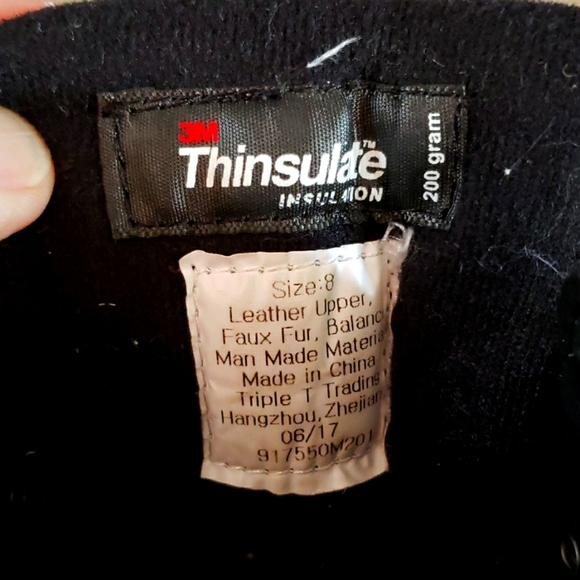 3M
Thinsulate™
INSULATION
200 gram
Size:8
Leather Upper,
Faux Fur, Balanc
Man Made Materia
Made in China
Triple T Trading
Hangzhou, Zhejian
06/17
917550M201